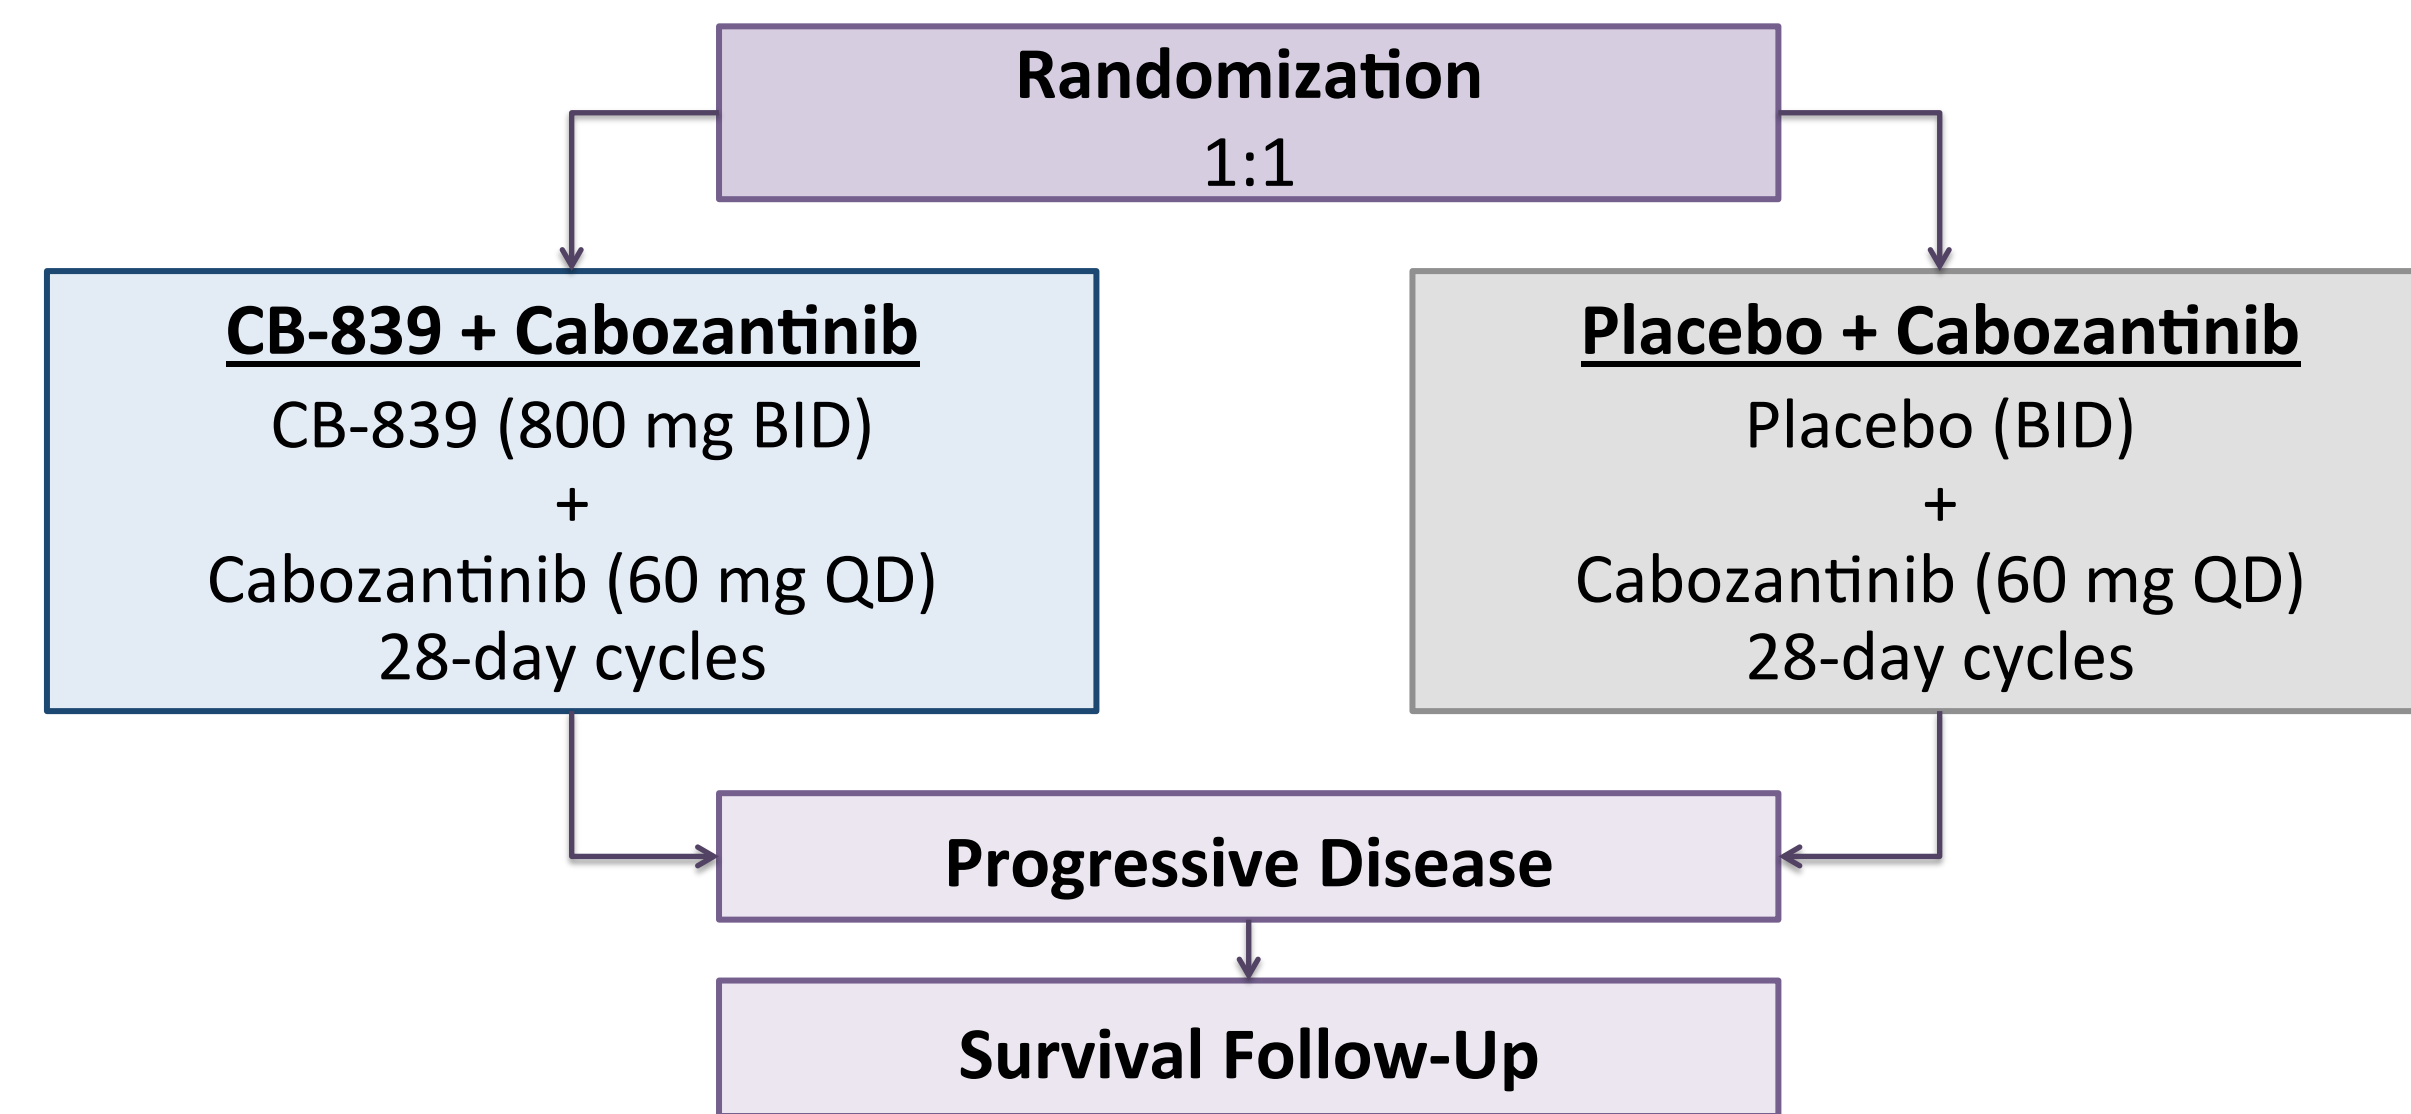 Randomization
1:1
CB-839 + Cabozantinib
CB-839 (800 mg BID)
+
Cabozantinib (60 mg QD)
28-day cycles
Placebo + Cabozantinib
Placebo (BID)
+
Cabozantinib (60 mg QD)
28-day cycles
Progressive Disease
Survival Follow-Up